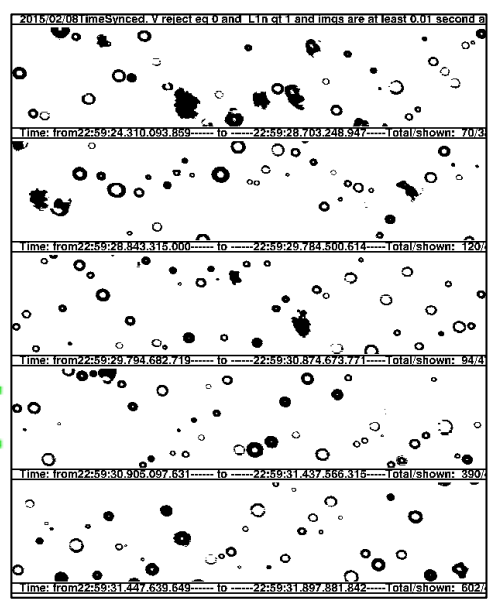 2015/02/08TimeSynced. V reject eq 0 and L1n gt 1 and imgs are at least 0.01 second a
Time: from22:59:24.310.093.859----- to -----22:59:28.703.248.947----Total/shown: 70/3
Time: from22:59:28.843.315.000----- to -----22:59:29.784.500.614----Total/shown: 120/
Time: from22:59:29.794.682.719----- to -----22:59:30.874.673.771----Total/shown: 94/4
Time: from22:59:30.905.097.631----- to -----22:59:31.437.566.315----Total/shown: 390/
Time: from22:59:31.447.639.649----- to -----22:59:31.897.881.842----Total/shown: 602/